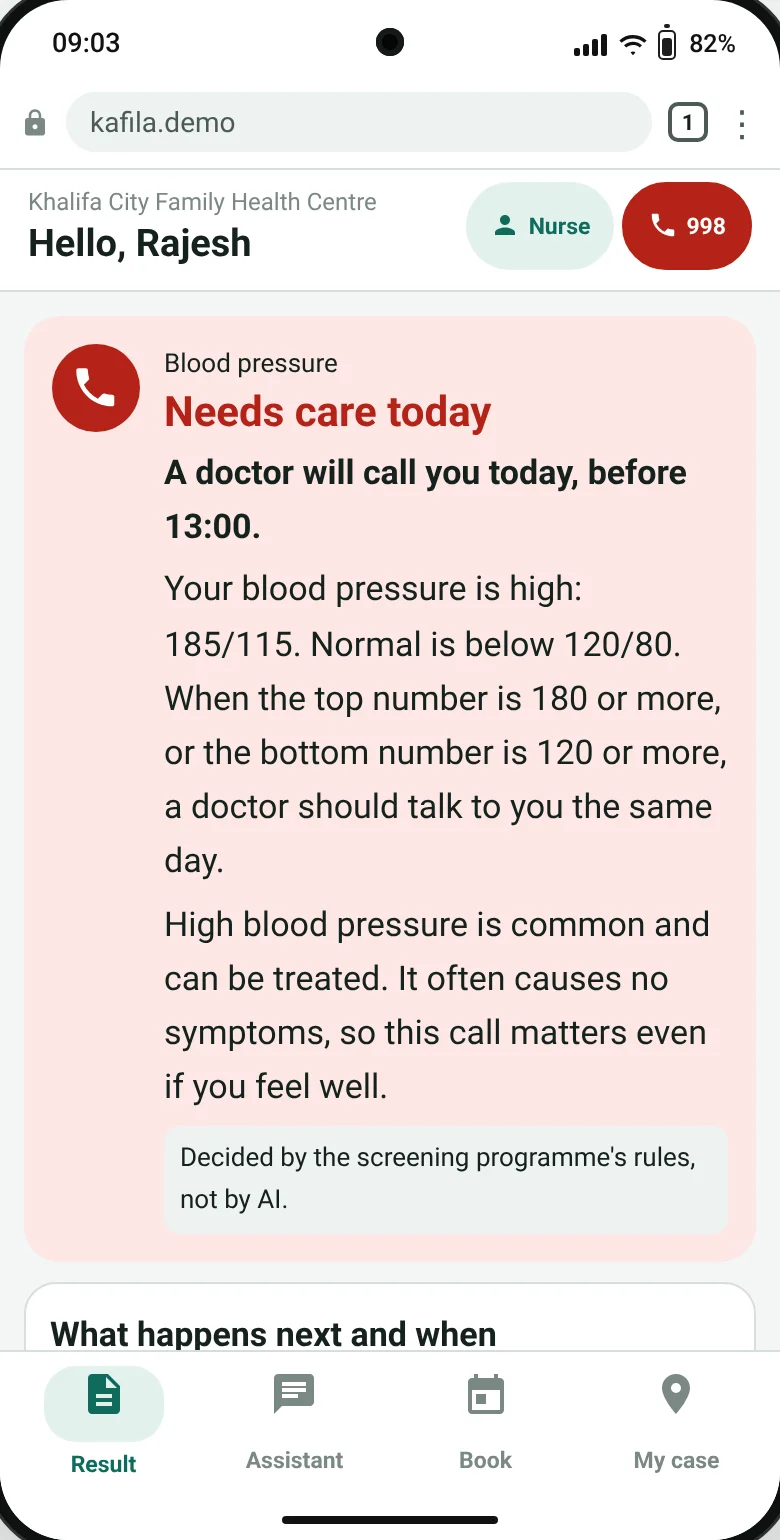 09:03
82%
kafila.demo
1
Khalifa City Family Health Centre
Hello, Rajesh
Nurse
998
Blood pressure
Needs care today
A doctor will call you today, before
13:00.
Your blood pressure is high:
185/115. Normal is below 120/80.
When the top number is 180 or more,
or the bottom number is 120 or more,
a doctor should talk to you the same
day.
High blood pressure is common and
can be treated. It often causes no
symptoms, so this call matters even
if you feel well.
Decided by the screening programme's rules,
not by AI.
What happens next and when
Result
Assistant
Book
My case